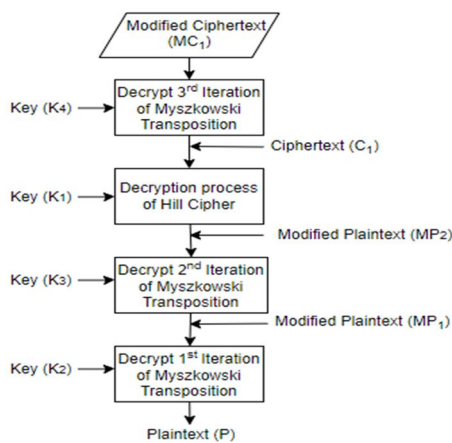 Modified Ciphertext
(MC₁)
Key (K₄)
Decrypt 3ʳᵈ Iteration
of Myszkowski
Transposition
Ciphertext (C₁)
Key (K₁)
Decryption process
of Hill Cipher
Modified Plaintext (MP₂)
Key (K₃)
Decrypt 2ⁿᵈ Iteration
of Myszkowski
Transposition
Modified Plaintext (MP₁)
Key (K₂)
Decrypt 1ˢᵗ Iteration
of Myszkowski
Transposition
Plaintext (P)